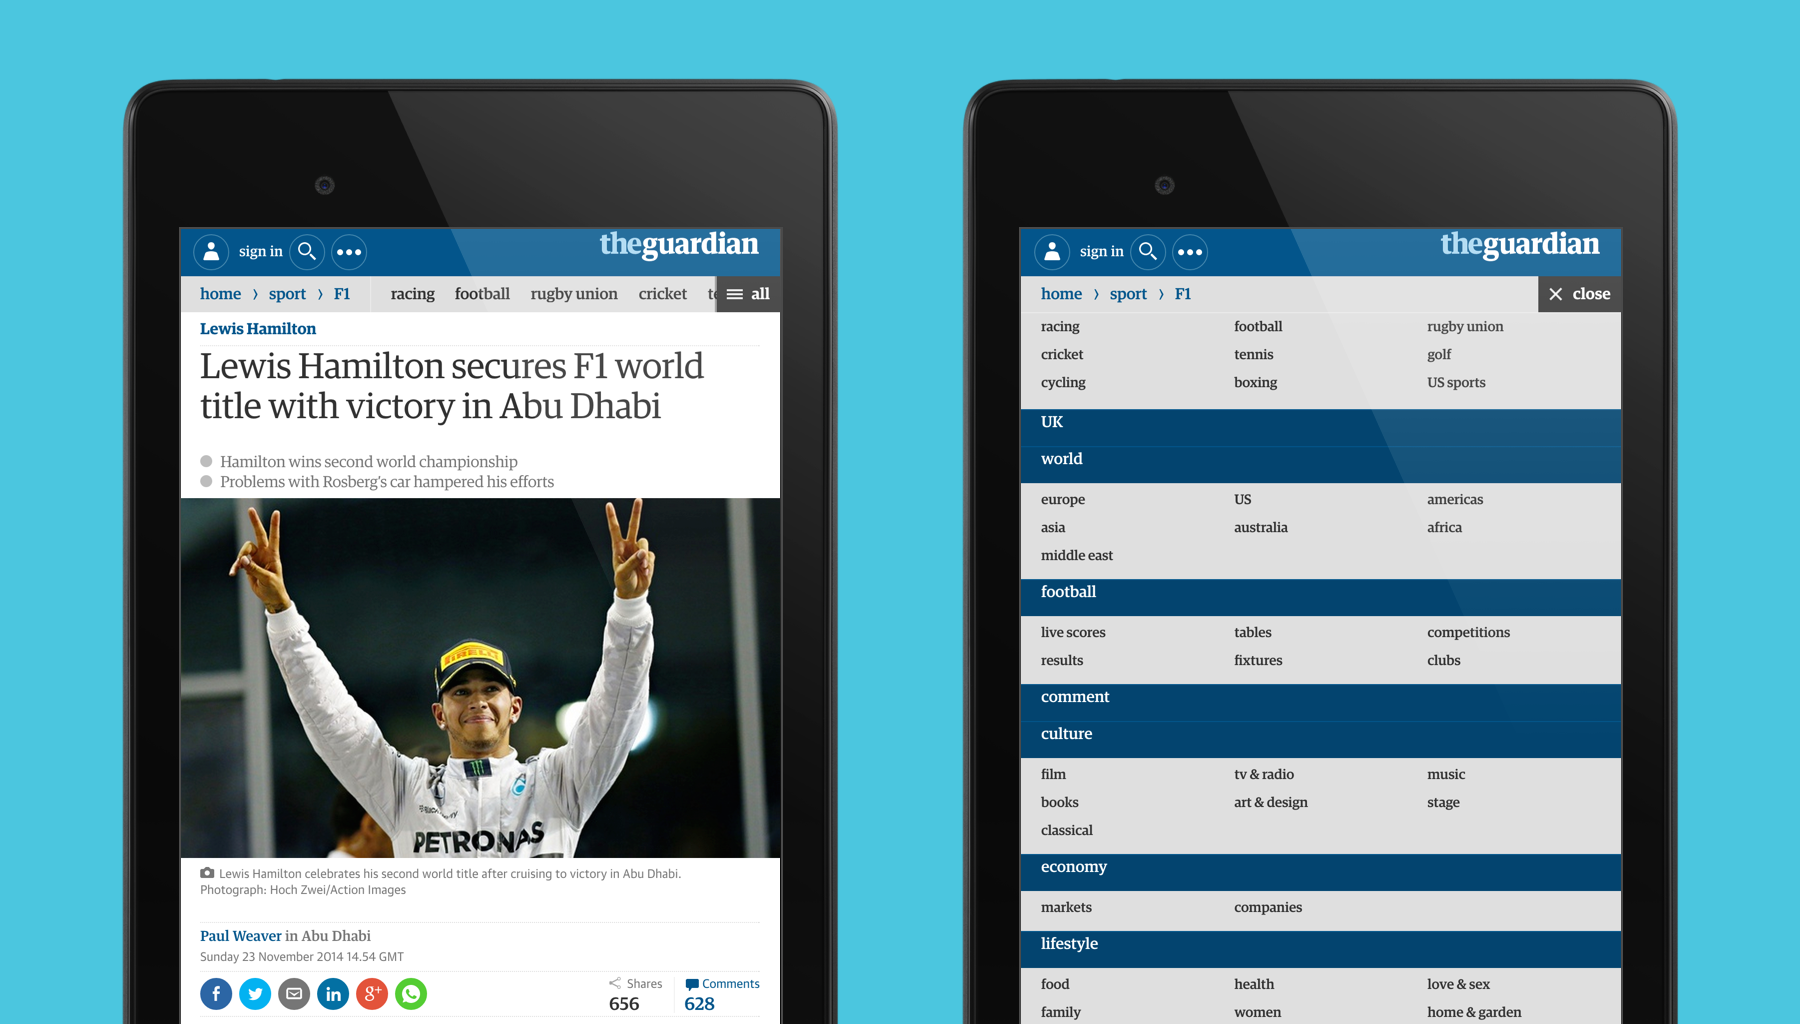 sign in
theguardian
home › sport › F1 racing football rugby union cricket te all
Lewis Hamilton
Lewis Hamilton secures F1 world
title with victory in Abu Dhabi
Hamilton wins second world championship
Problems with Rosberg's car hampered his efforts
PIRELLI
BlackBerry
PETRONAS
Lewis Hamilton celebrates his second world title after cruising to victory in Abu Dhabi.
Photograph: Hoch Zwei/Action Images
Paul Weaver in Abu Dhabi
Sunday 23 November 2014 14.54 GMT
f in g+
Shares
656
Comments
628
sign in
theguardian
home › sport › F1 close
racing football rugby union
cricket tennis golf
cycling boxing US sports
UK
world
europe US americas
asia australia africa
middle east
football
live scores tables competitions
results fixtures clubs
comment
culture
film tv & radio music
books art & design stage
classical
economy
markets companies
lifestyle
food health love & sex
family women home & garden